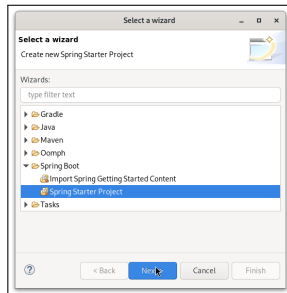 Select a wizard
Select a wizard
Create new Spring Starter Project
Wizards:
type filter text
Gradle
Java
Maven
Oomph
Spring Boot
Import Spring Getting Started Content
Spring Starter Project
Tasks
? < Back Next > Cancel Finish